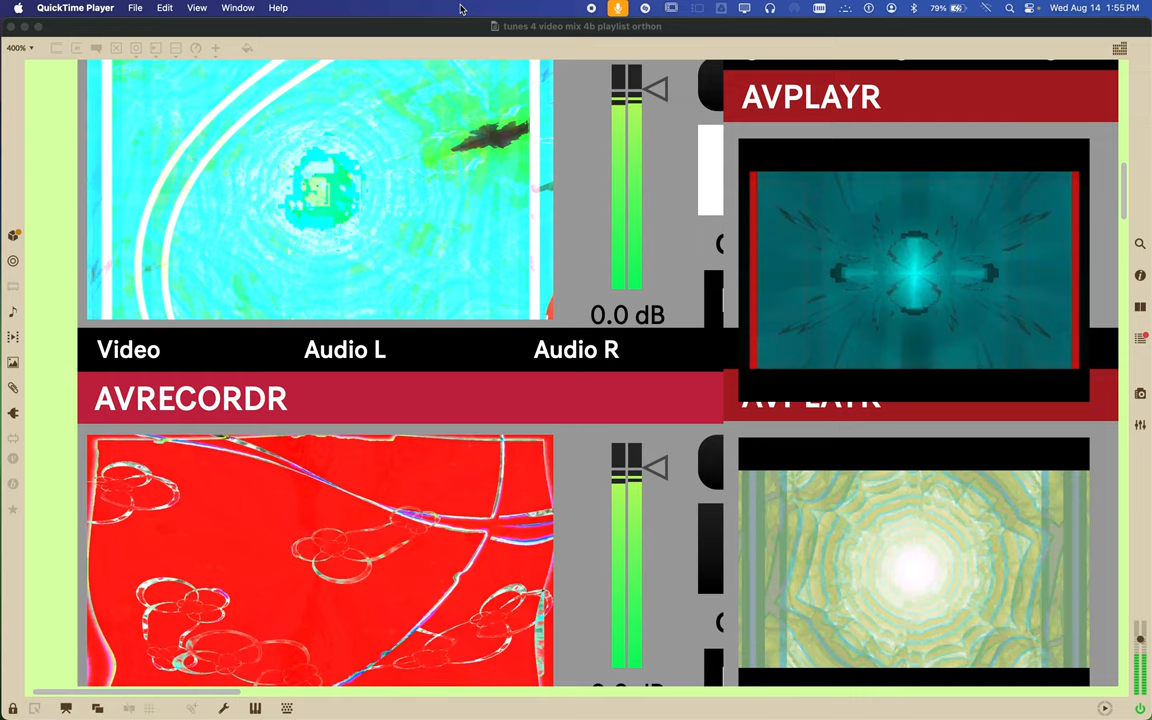 QuickTime Player File Edit View Window Help 79% Wed Aug 14 1:55 PM
tunes 4 video mix 4b playlist orthon
400%
AVPLAYR
0.0 dB
Video Audio L Audio R
AVRECORDR